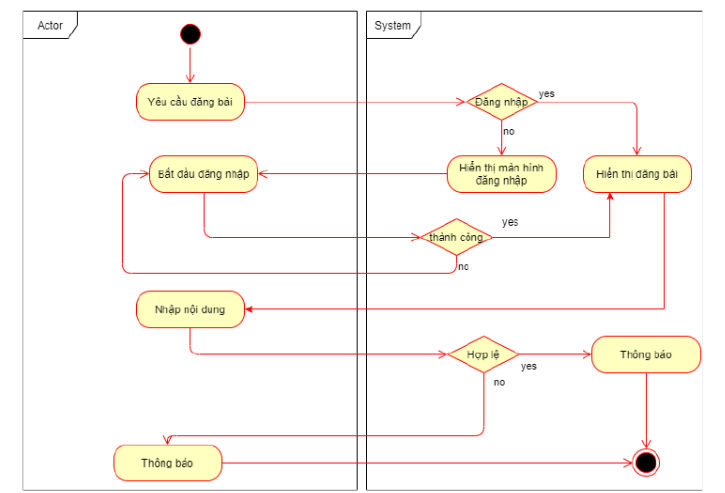 Actor
System
Yêu cầu đăng bài
Đăng nhập
yes
no
Bắt đầu đăng nhập
Hiển thị màn hình
đăng nhập
Hiển thị đăng bài
thành công
yes
no
Nhập nội dung
Hợp lệ
yes
Thông báo
no
Thông báo